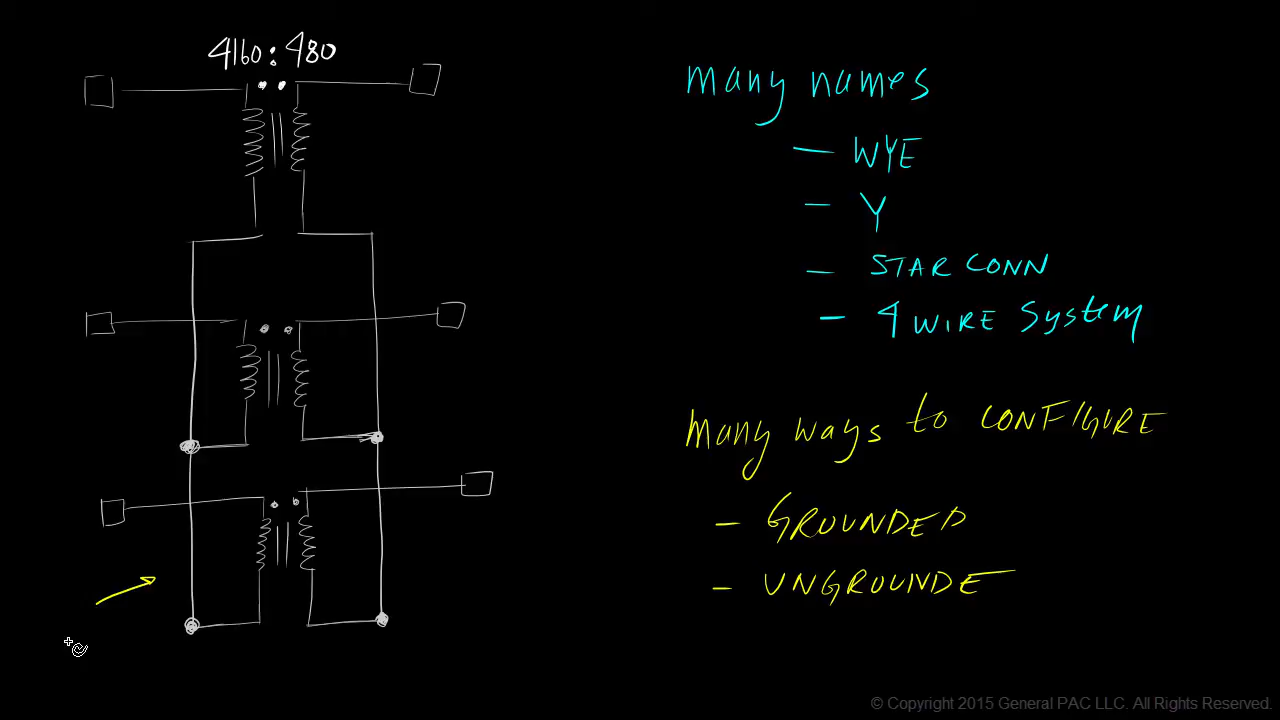 4160 : 480
many names
— WYE
— Y
— STAR CONN
— 4 WIRE System
many ways to CONFIGURE
— GROUNDED
— UNGROUNDE
© Copyright 2015 General PAC LLC. All Rights Reserved.